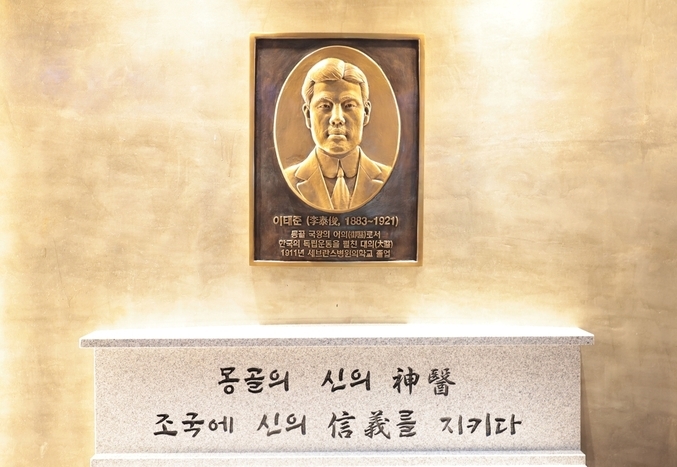 이태준 (李泰俊, 1883~1921)
몽골 국왕의 어의(御醫)로서
한국의 독립운동을 펼친 대의(大醫)
1911년 세브란스병원의학교 졸업
몽골의 신의 神醫
조국에 신의 信義를 지키다